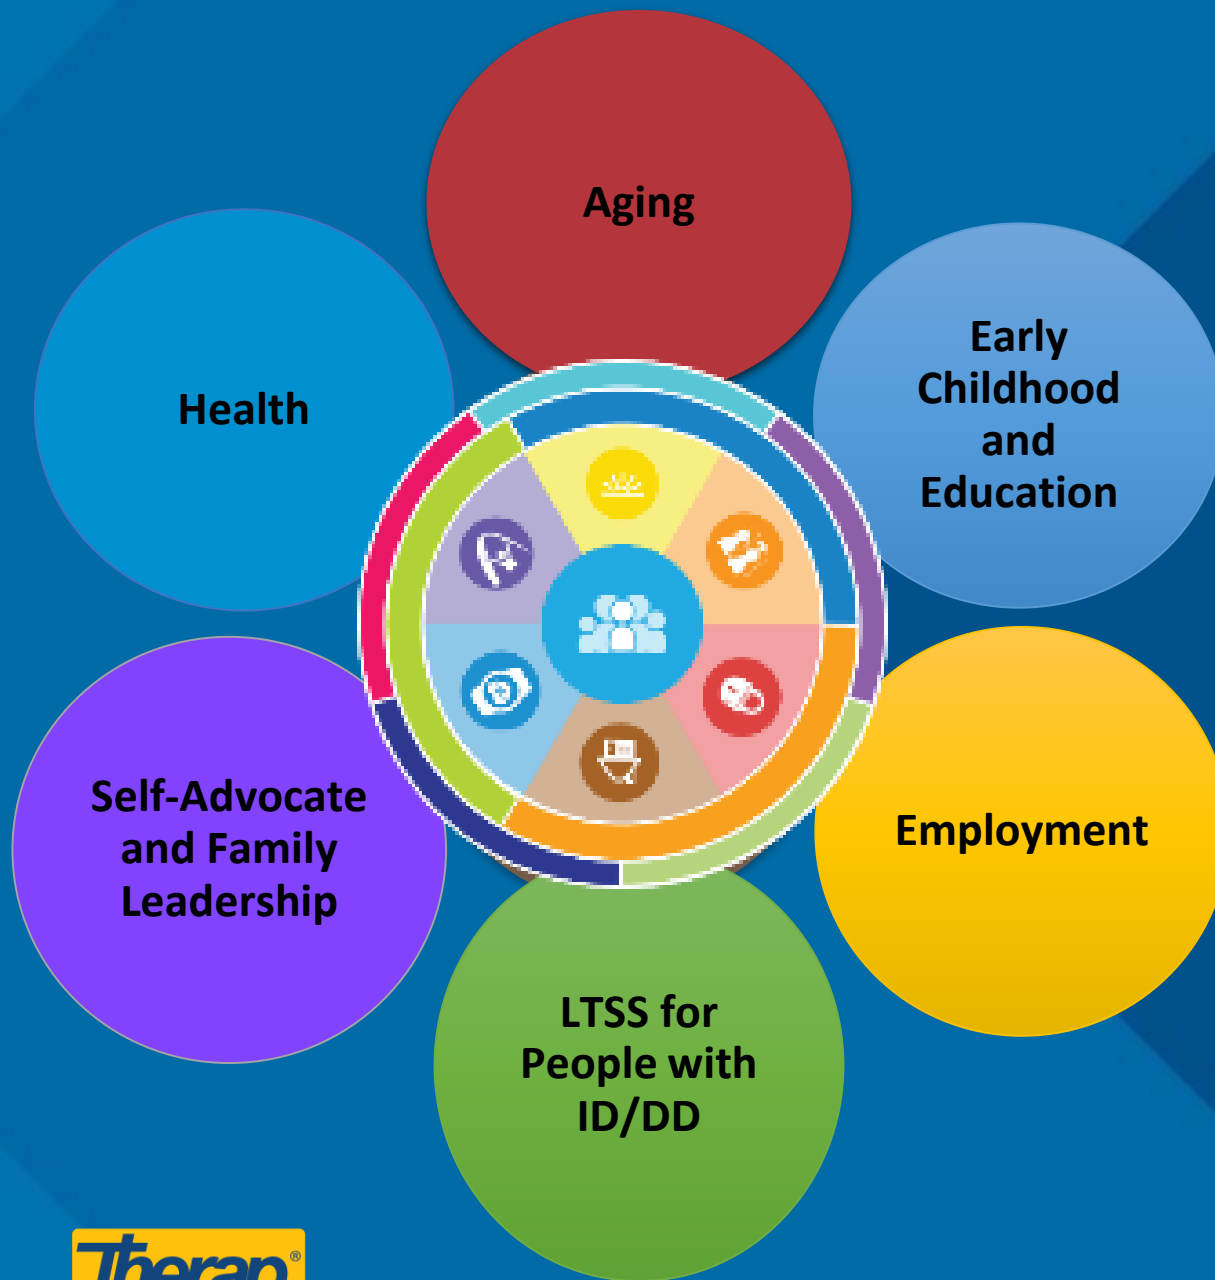 Aging
Early
Childhood
and
Education
Health
Employment
Self-Advocate
and Family
Leadership
LTSS for
People with
ID/DD
Therap®